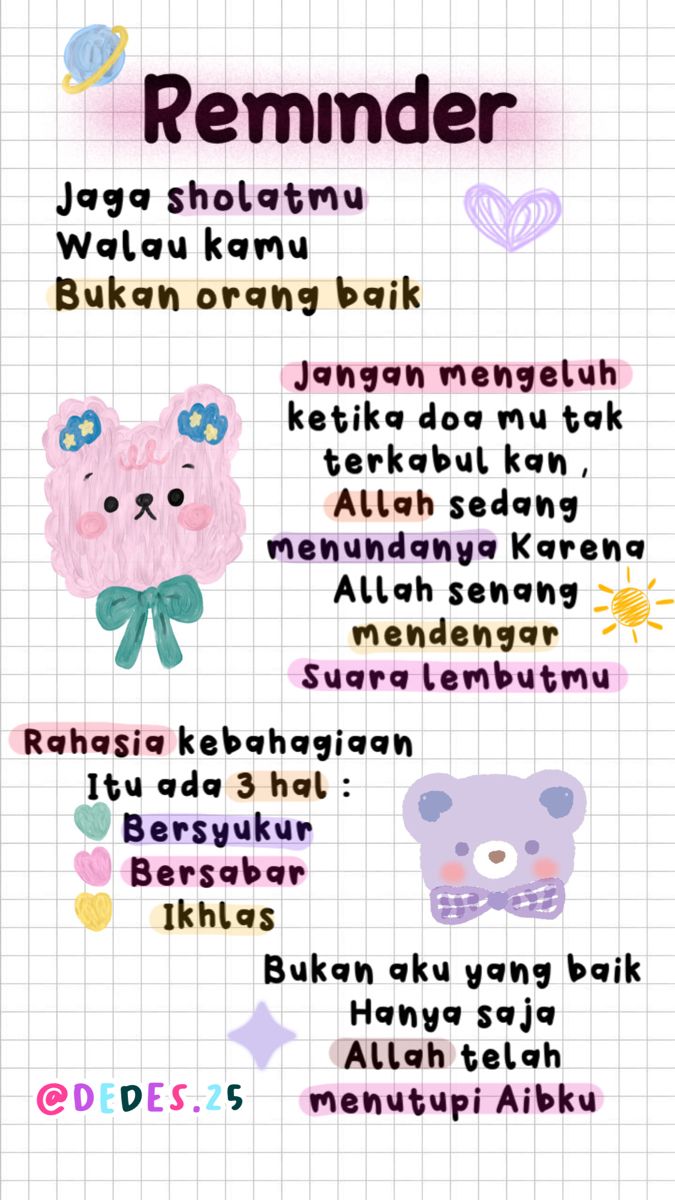 Reminder
Jaga sholatmu
Walau kamu
Bukan orang baik
Jangan mengeluh
ketika doa mu tak
terkabul kan ,
Allah sedang
menundanya Karena
Allah senang
mendengar
Suara lembutmu
Rahasia kebahagiaan
Itu ada 3 hal :
Bersyukur
Bersabar
Ikhlas
Bukan aku yang baik
Hanya saja
Allah telah
menutupi Aibku
@DEDES.25